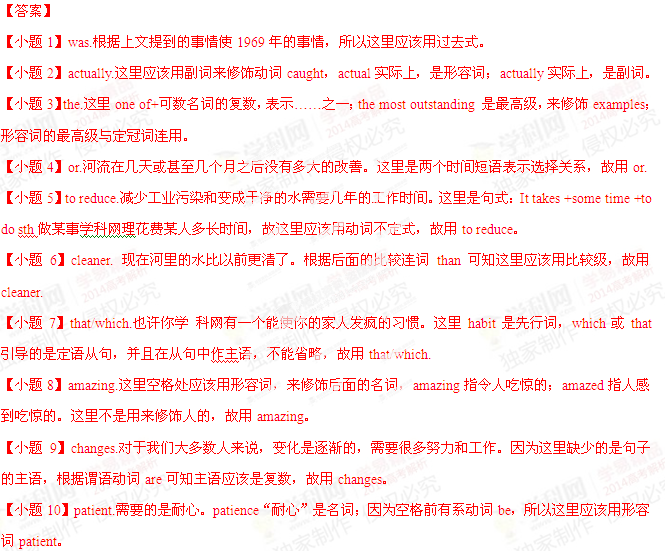 【答案】
【小题 1】was.根据上文提到的事情使 1969 年的事情，所以这里应该用过去式。
【小题 2】actually.这里应该用副词来修饰动词 caught，actual 实际上，是形容词；actually 实际上，是副词。
【小题 3】the.这里 one of+可数名词的复数，表示……之一；the most outstanding 是最高级，来修饰 examples；
形容词的最高级与定冠词连用。
【小题 4】or.河流在几天或甚至几个月之后没有多大的改善。这里是两个时间短语表示选择关系，故用 or.
【小题 5】to reduce.减少工业污染和变成干净的水需要几年的工作时间。这里是句式：It takes +some time +to
do sth.做某事学科网理花费某人多长时间，故这里应该用动词不定式，故用 to reduce。
【小题 6】cleaner. 现在河里的水比以前更清了。根据后面的比较连词 than 可知这里应该用比较级，故用
cleaner.
【小题 7】that/which.也许你学 科网有一个能使你的家人发疯的习惯。这里 habit 是先行词，which 或 that
引导的是定语从句，并且在从句中作主语，不能省略，故用 that/which.
【小题 8】amazing.这里空格处应该用形容词，来修饰后面的名词，amazing 指令人吃惊的；amazed 指人感
到吃惊的。这里不是用来修饰人的，故用 amazing。
【小题 9】changes.对于我们大多数人来说，变化是逐渐的，需要很多努力和工作。因为这里缺少的是句子
的主语，根据谓语动词 are 可知主语应该是复数，故用 changes。
【小题 10】patient.需要的是耐心。patience“耐心”是名词；因为空格前有系动词 be，所以这里应该用形容
词 patient。